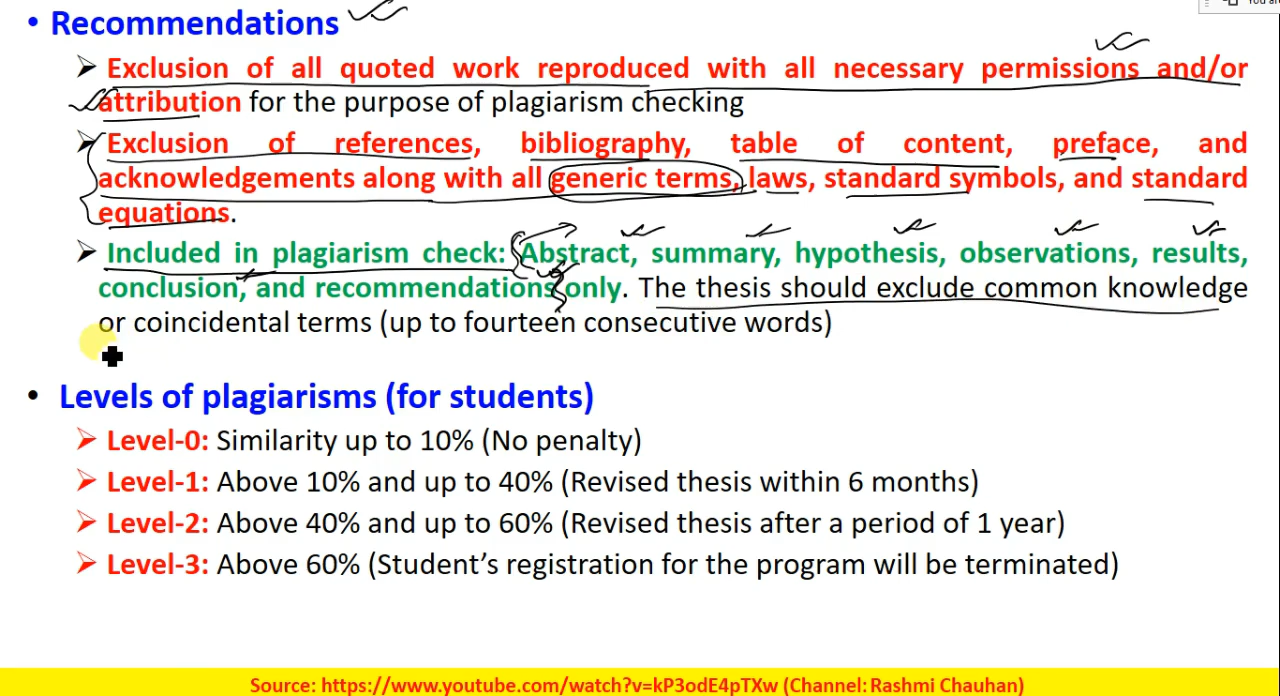 • Recommendations
➤ Exclusion of all quoted work reproduced with all necessary permissions and/or
attribution for the purpose of plagiarism checking
➤ Exclusion of references, bibliography, table of content, preface, and
acknowledgements along with all generic terms, laws, standard symbols, and standard
equations.
➤ Included in plagiarism check: Abstract, summary, hypothesis, observations, results,
conclusion, and recommendations only. The thesis should exclude common knowledge
or coincidental terms (up to fourteen consecutive words)
• Levels of plagiarisms (for students)
➤ Level-0: Similarity up to 10% (No penalty)
➤ Level-1: Above 10% and up to 40% (Revised thesis within 6 months)
➤ Level-2: Above 40% and up to 60% (Revised thesis after a period of 1 year)
➤ Level-3: Above 60% (Student’s registration for the program will be terminated)
Source: https://www.youtube.com/watch?v=kP3odE4pTXw (Channel: Rashmi Chauhan)